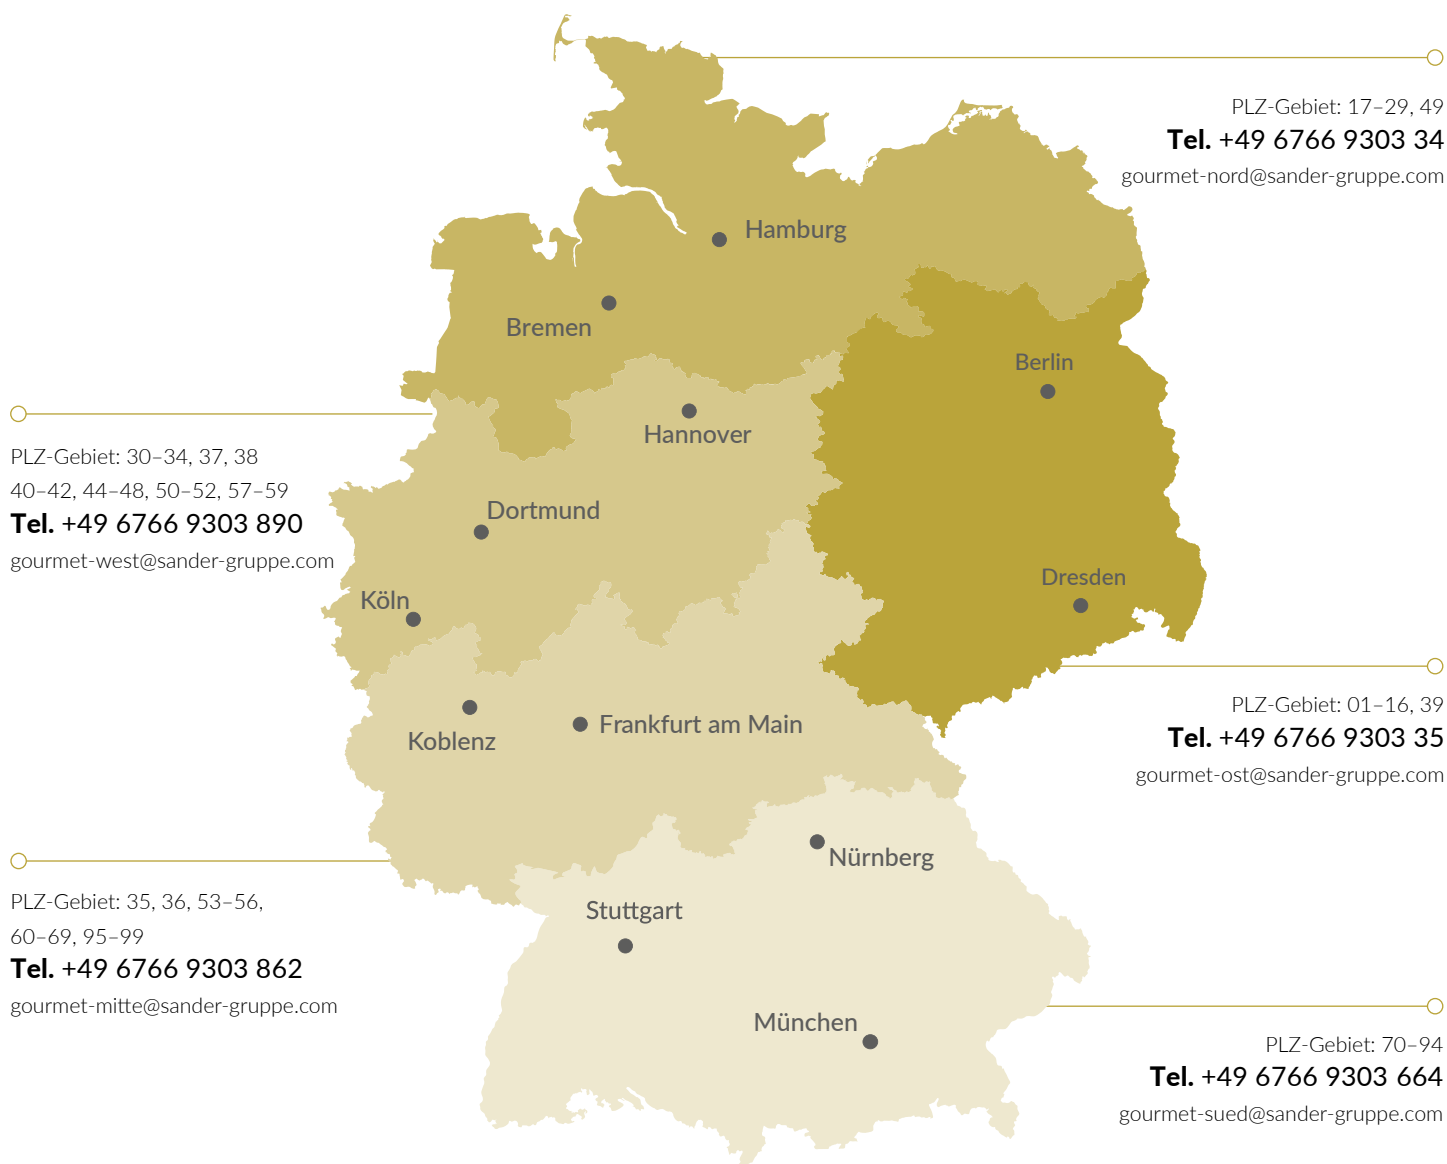 PLZ-Gebiet: 17–29, 49
Tel. +49 6766 9303 34
gourmet-nord@sander-gruppe.com
Hamburg
Bremen
Berlin
Hannover
PLZ-Gebiet: 30–34, 37, 38
40–42, 44–48, 50–52, 57–59
Tel. +49 6766 9303 890
gourmet-west@sander-gruppe.com
Dortmund
Dresden
Köln
PLZ-Gebiet: 01–16, 39
Tel. +49 6766 9303 35
gourmet-ost@sander-gruppe.com
Frankfurt am Main
Koblenz
Nürnberg
PLZ-Gebiet: 35, 36, 53–56,
60–69, 95–99
Tel. +49 6766 9303 862
gourmet-mitte@sander-gruppe.com
Stuttgart
München
PLZ-Gebiet: 70–94
Tel. +49 6766 9303 664
gourmet-sued@sander-gruppe.com